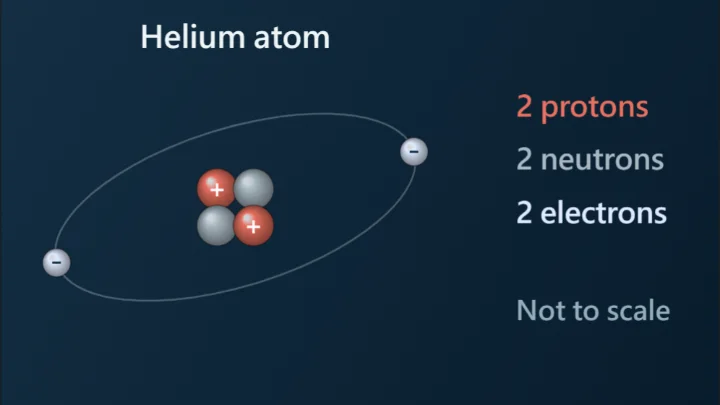 Helium atom
2 protons
2 neutrons
2 electrons
Not to scale
+
+
-
-